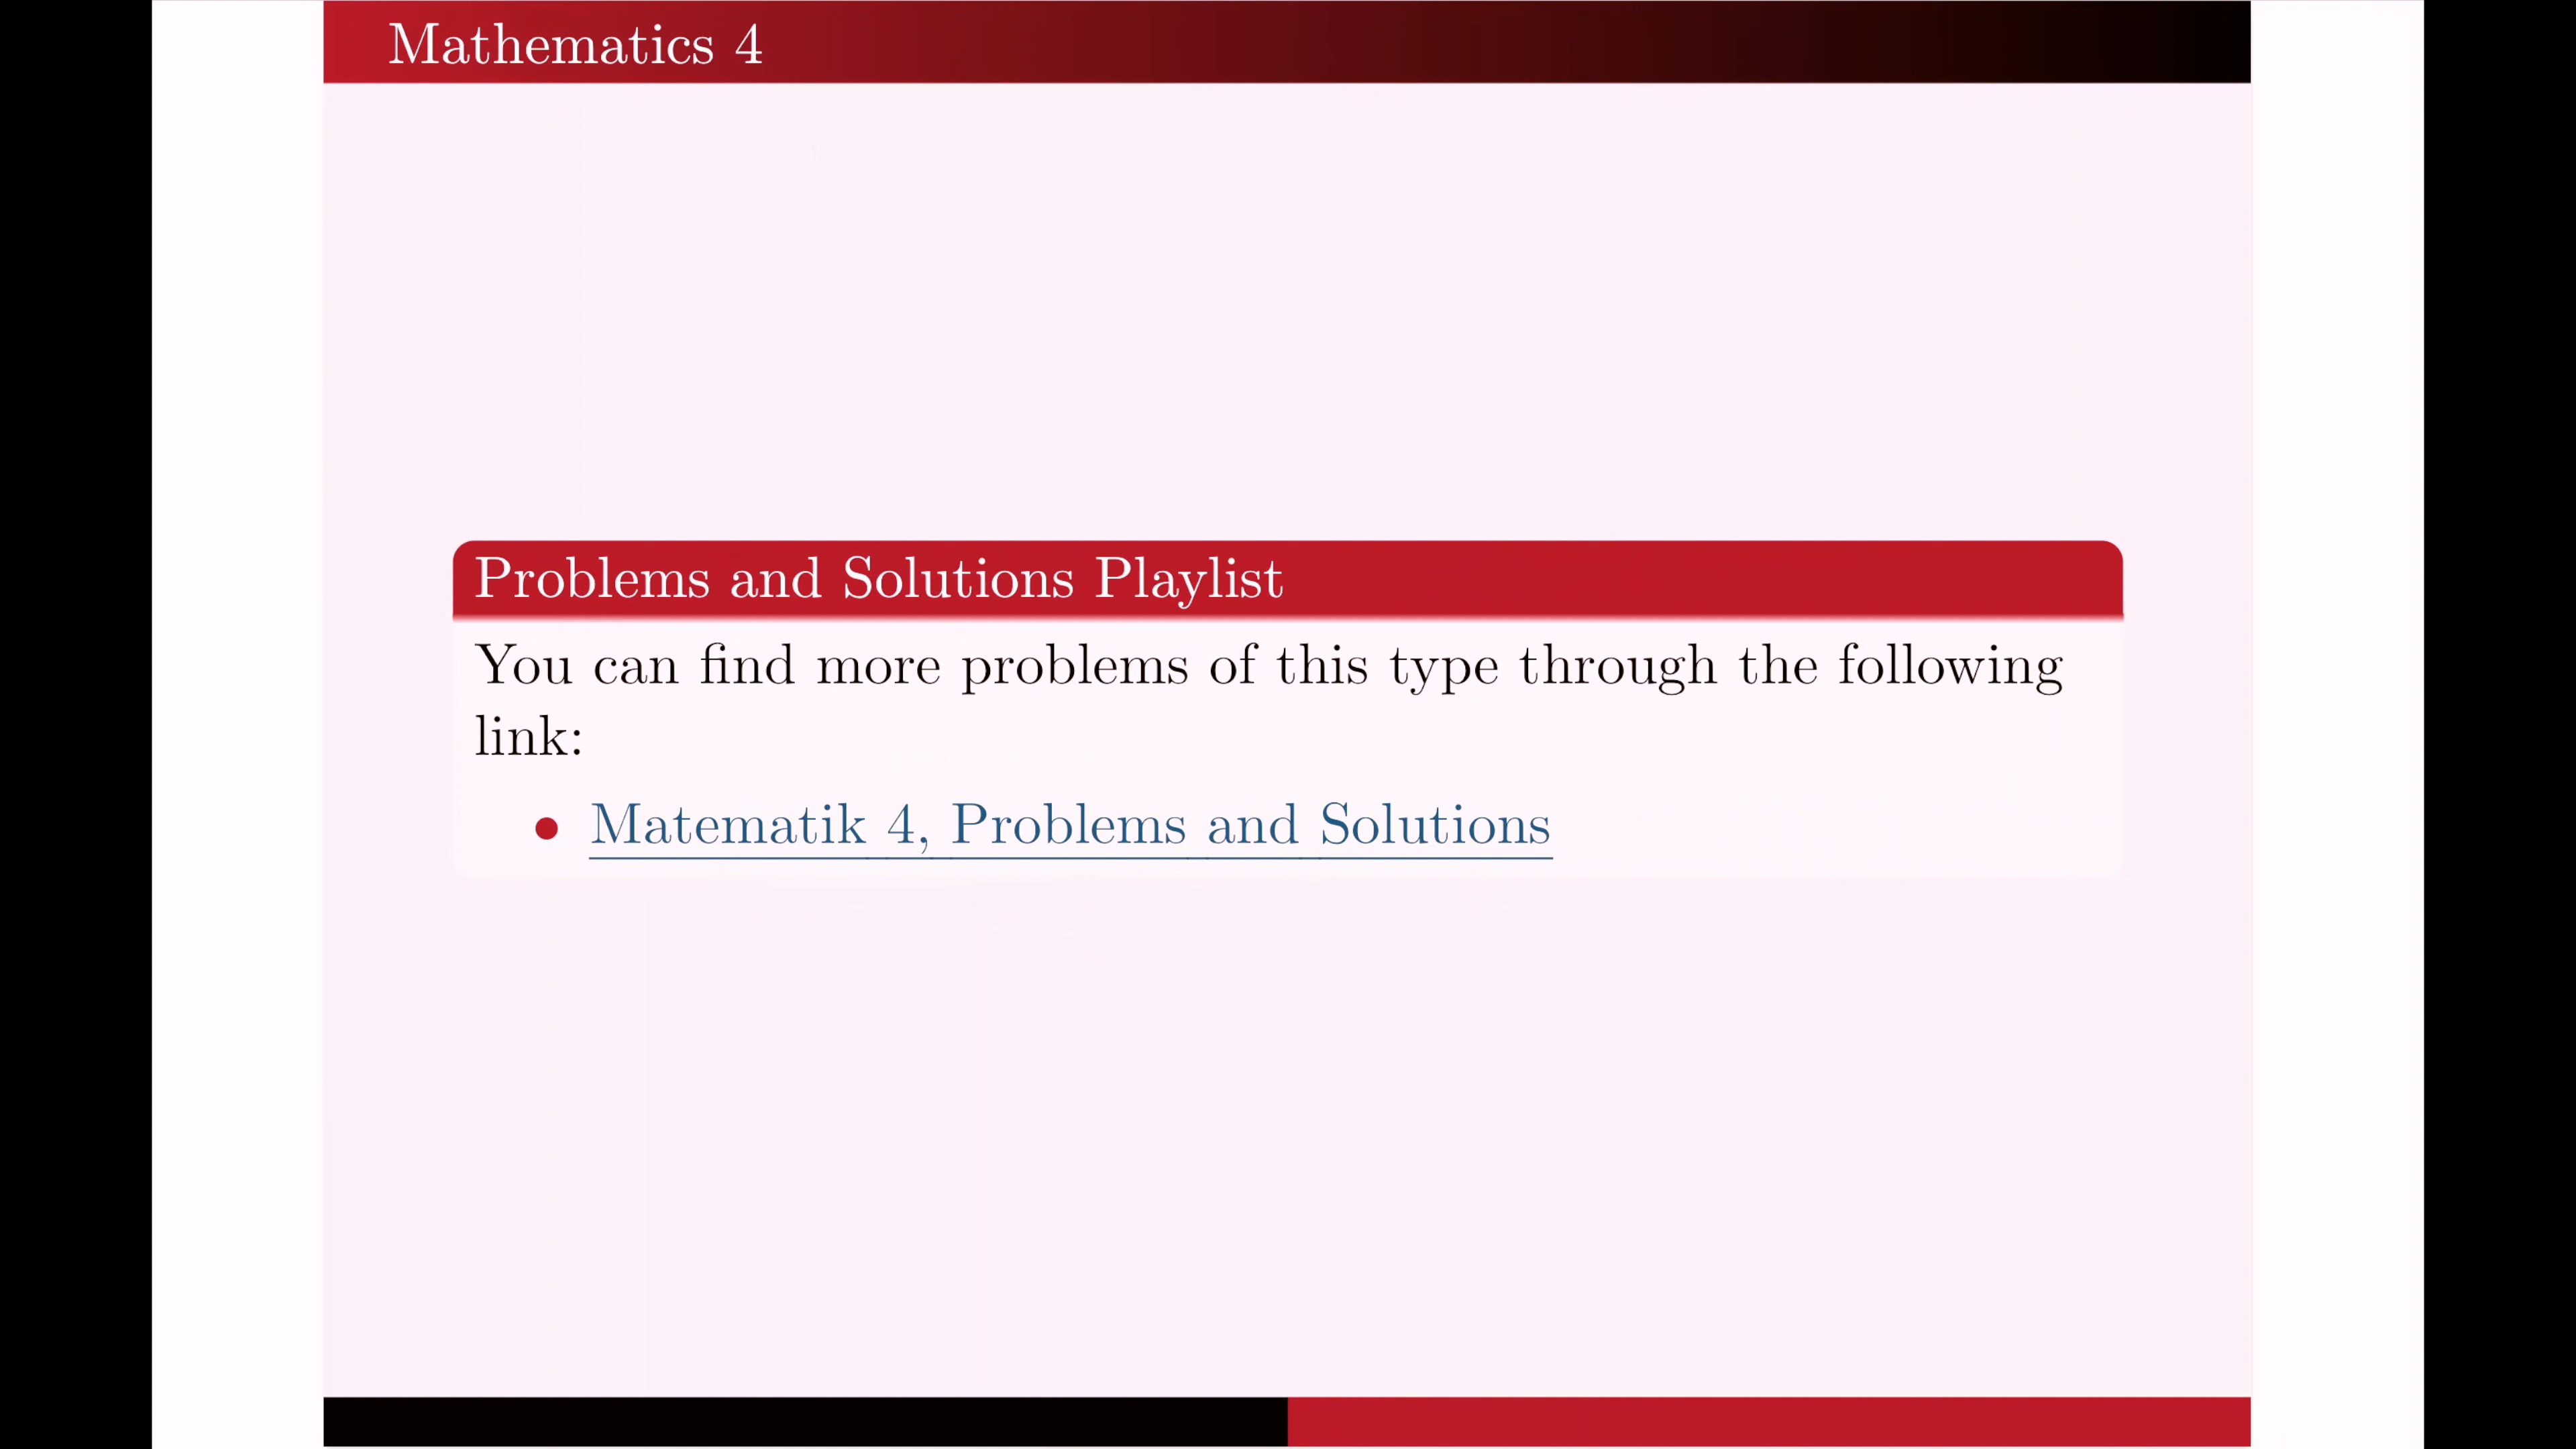 Mathematics 4
Problems and Solutions Playlist
You can find more problems of this type through the following
link:
• Matematik 4, Problems and Solutions